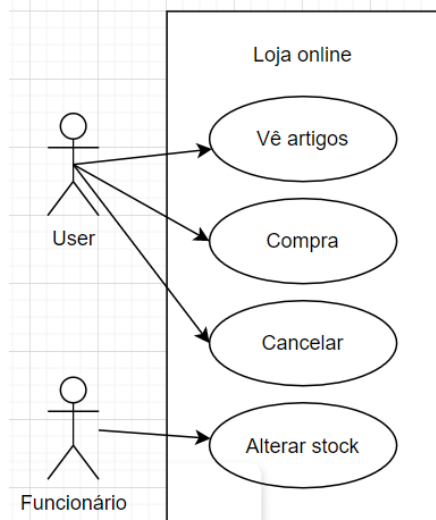 Loja online
Vê artigos
User
Compra
Cancelar
Alterar stock
Funcionário